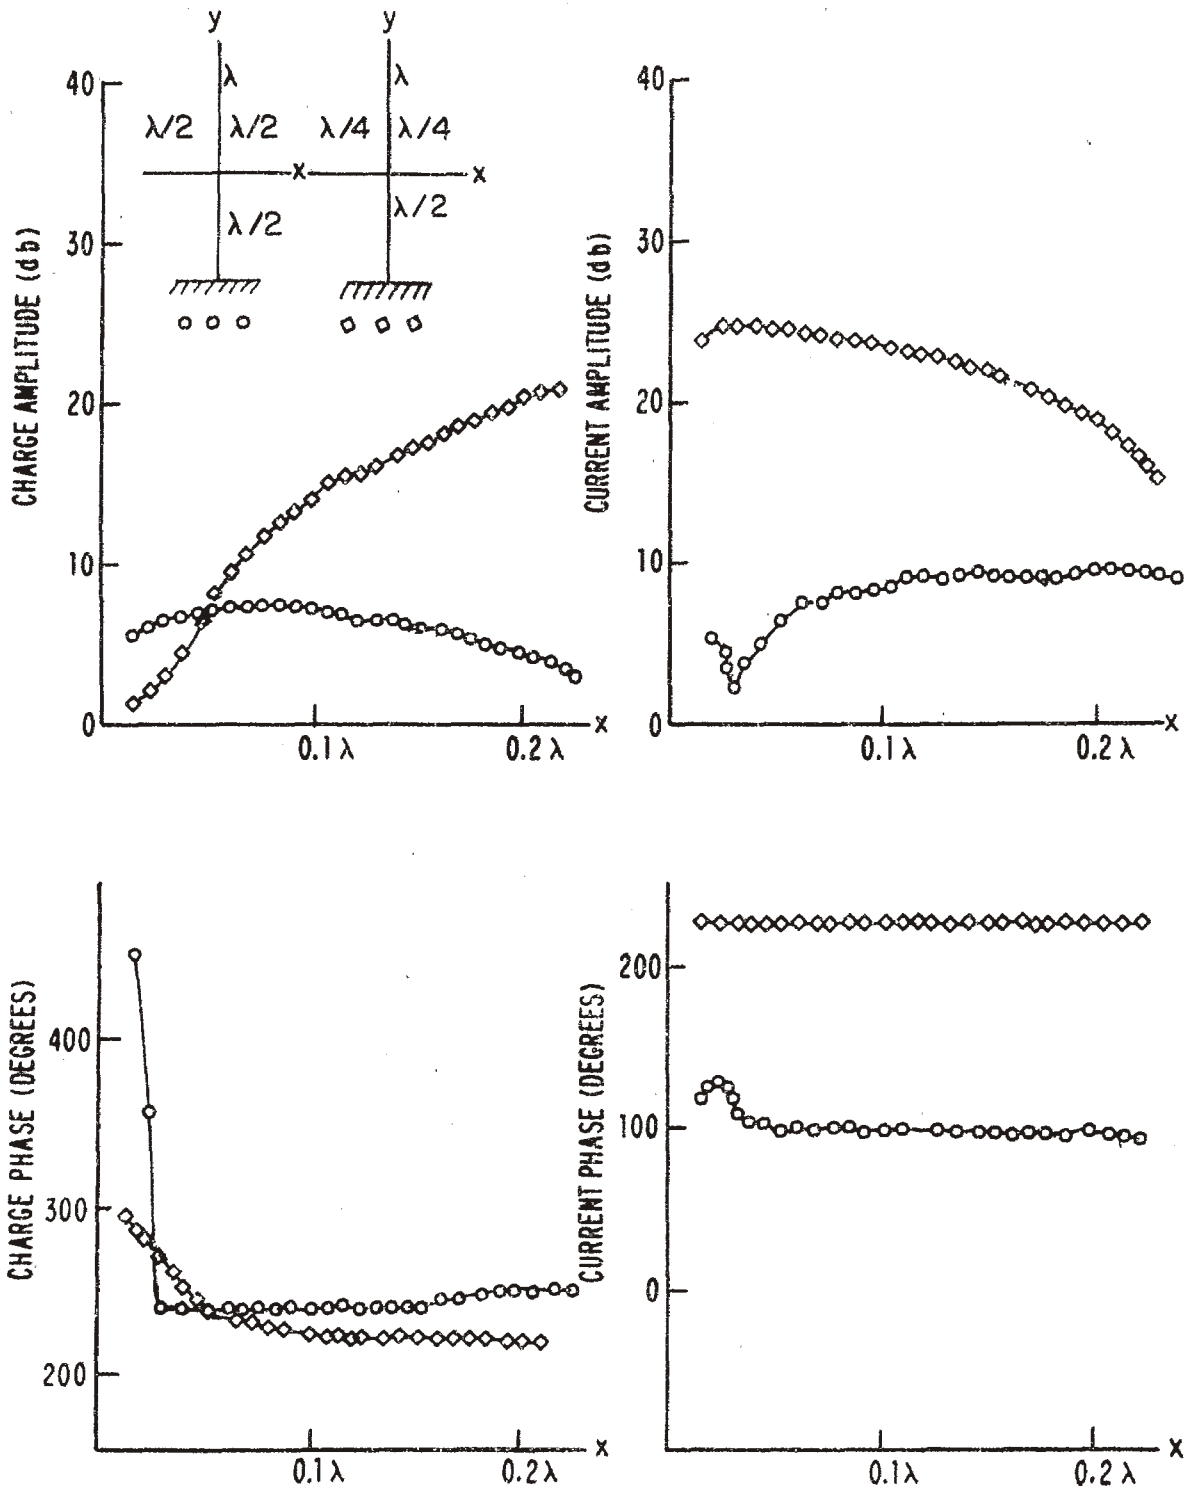 y y
40
λ λ
λ/2 λ/2 λ/4 λ/4
x x
λ/2 λ/2
30
20
10
0
CHARGE AMPLITUDE (db)
0.1λ 0.2λ x
40
30
20
10
0
CURRENT AMPLITUDE (db)
0.1λ 0.2λ x
400
300
200
CHARGE PHASE (DEGREES)
0.1λ 0.2λ x
200
100
0
CURRENT PHASE (DEGREES)
0.1λ 0.2λ x